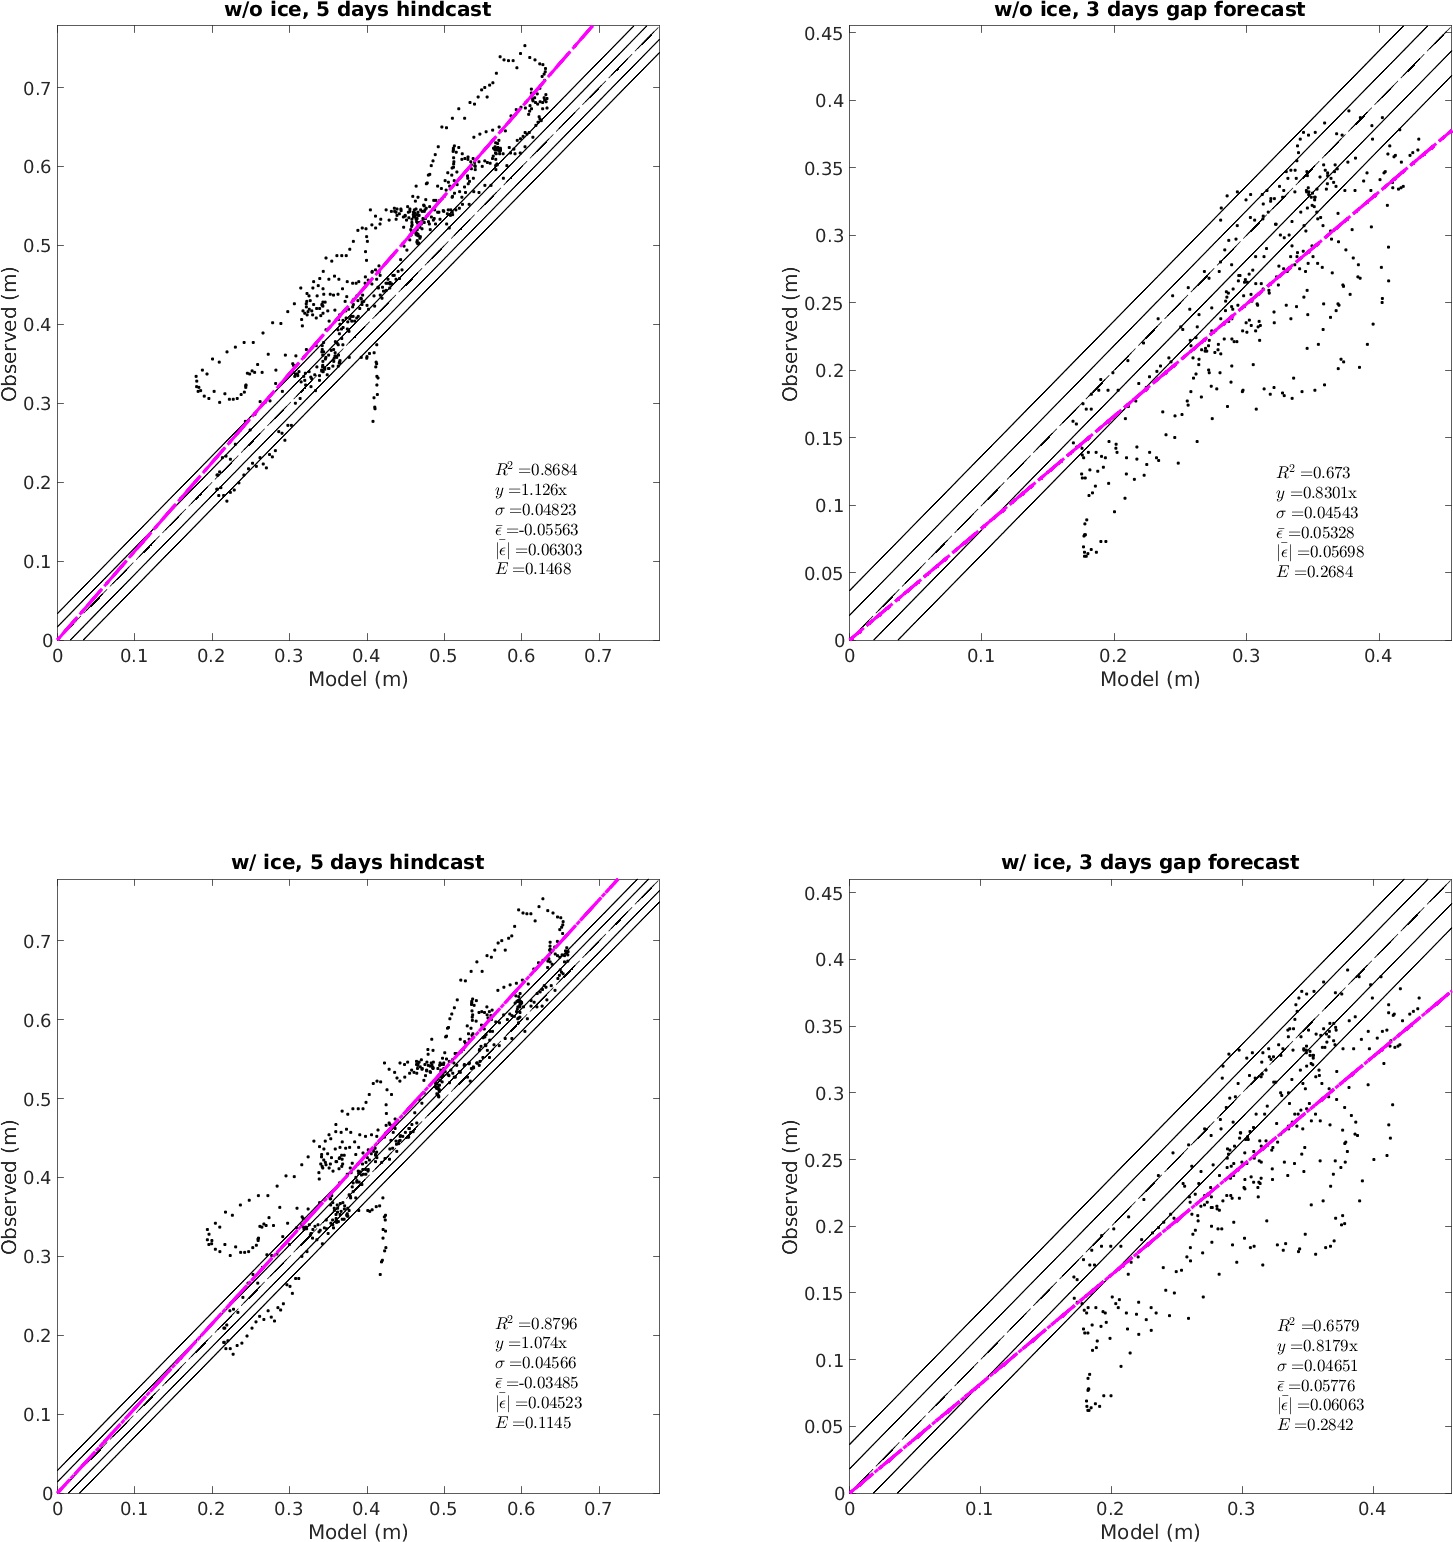 w/o ice, 5 days hindcast
Observed (m)
0.7
0.6
0.5
0.4
0.3
0.2
0.1
0
R² =0.8684
y =1.126x
σ =0.04823
ϵ̄ =-0.05563
|ϵ̄| =0.06303
E =0.1468
0 0.1 0.2 0.3 0.4 0.5 0.6 0.7
Model (m)
w/o ice, 3 days gap forecast
Observed (m)
0.45
0.4
0.35
0.3
0.25
0.2
0.15
0.1
0.05
0
R² =0.673
y =0.8301x
σ =0.04543
ϵ̄ =0.05328
|ϵ̄| =0.05698
E =0.2684
0 0.1 0.2 0.3 0.4
Model (m)
w/ ice, 5 days hindcast
Observed (m)
0.7
0.6
0.5
0.4
0.3
0.2
0.1
0
R² =0.8796
y =1.074x
σ =0.04566
ϵ̄ =-0.03485
|ϵ̄| =0.04523
E =0.1145
0 0.1 0.2 0.3 0.4 0.5 0.6 0.7
Model (m)
w/ ice, 3 days gap forecast
Observed (m)
0.45
0.4
0.35
0.3
0.25
0.2
0.15
0.1
0.05
0
R² =0.6579
y =0.8179x
σ =0.04651
ϵ̄ =0.05776
|ϵ̄| =0.06063
E =0.2842
0 0.1 0.2 0.3 0.4
Model (m)